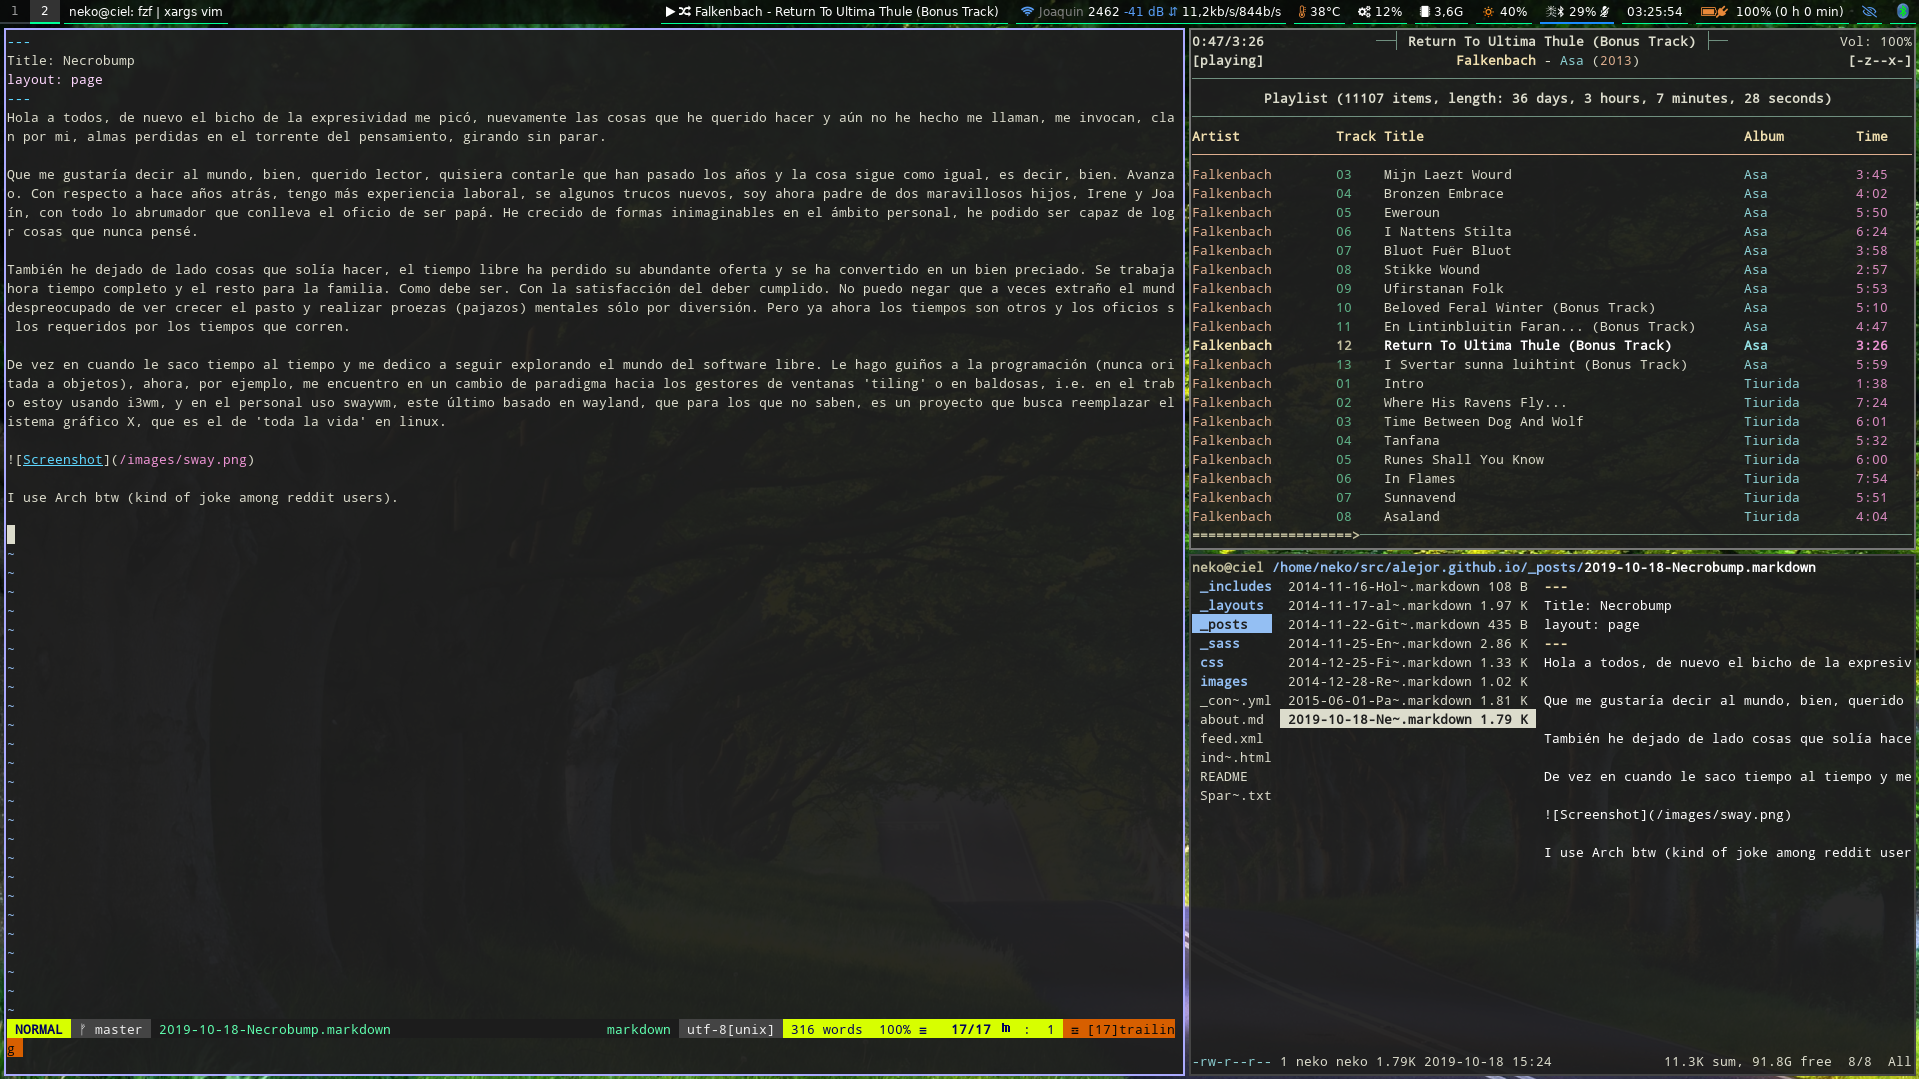 1 2 neko@ciel: fzf | xargs vim Falkenbach - Return To Ultima Thule (Bonus Track) Joaquin 2462 -41 dB 11,2kb/s/844b/s 38°C 12% 3,6G 40% 29% 03:25:54 100% (0 h 0 min)
---
Title: Necrobump
layout: page
---
Hola a todos, de nuevo el bicho de la expresividad me picó, nuevamente las cosas que he querido hacer y aún no he hecho me llaman, me invocan, cla
n por mi, almas perdidas en el torrente del pensamiento, girando sin parar.
Que me gustaría decir al mundo, bien, querido lector, quisiera contarle que han pasado los años y la cosa sigue como igual, es decir, bien. Avanza
o. Con respecto a hace años atrás, tengo más experiencia laboral, se algunos trucos nuevos, soy ahora padre de dos maravillosos hijos, Irene y Joa
ín, con todo lo abrumador que conlleva el oficio de ser papá. He crecido de formas inimaginables en el ámbito personal, he podido ser capaz de log
r cosas que nunca pensé.
También he dejado de lado cosas que solía hacer, el tiempo libre ha perdido su abundante oferta y se ha convertido en un bien preciado. Se trabaja
hora tiempo completo y el resto para la familia. Como debe ser. Con la satisfacción del deber cumplido. No puedo negar que a veces extraño el mund
despreocupado de ver crecer el pasto y realizar proezas (pajazos) mentales sólo por diversión. Pero ya ahora los tiempos son otros y los oficios s
los requeridos por los tiempos que corren.
De vez en cuando le saco tiempo al tiempo y me dedico a seguir explorando el mundo del software libre. Le hago guiños a la programación (nunca ori
tada a objetos), ahora, por ejemplo, me encuentro en un cambio de paradigma hacia los gestores de ventanas 'tiling' o en baldosas, i.e. en el trab
o estoy usando i3wm, y en el personal uso swaywm, este último basado en wayland, que para los que no saben, es un proyecto que busca reemplazar el
istema gráfico X, que es el de 'toda la vida' en linux.
![Screenshot](/images/sway.png)
I use Arch btw (kind of joke among reddit users).
NORMAL master 2019-10-18-Necrobump.markdown markdown utf-8[unix] 316 words 100% 17/17 : 1 [17]trailin
g
0:47/3:26 Return To Ultima Thule (Bonus Track) Vol: 100%
[playing] Falkenbach - Asa (2013) [-z--x-]
Playlist (11107 items, length: 36 days, 3 hours, 7 minutes, 28 seconds)
Artist Track Title Album Time
Falkenbach 03 Mijn Laezt Wourd Asa 3:45
Falkenbach 04 Bronzen Embrace Asa 4:02
Falkenbach 05 Eweroun Asa 5:50
Falkenbach 06 I Nattens Stilta Asa 6:24
Falkenbach 07 Bluot Fuër Bluot Asa 3:58
Falkenbach 08 Stikke Wound Asa 2:57
Falkenbach 09 Ufirstanan Folk Asa 5:53
Falkenbach 10 Beloved Feral Winter (Bonus Track) Asa 5:10
Falkenbach 11 En Lintinbluitin Faran... (Bonus Track) Asa 4:47
Falkenbach 12 Return To Ultima Thule (Bonus Track) Asa 3:26
Falkenbach 13 I Svertar sunna luihtint (Bonus Track) Asa 5:59
Falkenbach 01 Intro Tiurida 1:38
Falkenbach 02 Where His Ravens Fly... Tiurida 7:24
Falkenbach 03 Time Between Dog And Wolf Tiurida 6:01
Falkenbach 04 Tanfana Tiurida 5:32
Falkenbach 05 Runes Shall You Know Tiurida 6:00
Falkenbach 06 In Flames Tiurida 7:54
Falkenbach 07 Sunnavend Tiurida 5:51
Falkenbach 08 Asaland Tiurida 4:04
====================>
neko@ciel /home/neko/src/alejor.github.io/_posts/2019-10-18-Necrobump.markdown
_includes 2014-11-16-Hol~.markdown 108 B ---
_layouts 2014-11-17-al~.markdown 1.97 K Title: Necrobump
_posts 2014-11-22-Git~.markdown 435 B layout: page
_sass 2014-11-25-En~.markdown 2.86 K ---
css 2014-12-25-Fi~.markdown 1.33 K Hola a todos, de nuevo el bicho de la expresiv
images 2014-12-28-Re~.markdown 1.02 K
_con~.yml 2015-06-01-Pa~.markdown 1.81 K Que me gustaría decir al mundo, bien, querido
about.md 2019-10-18-Ne~.markdown 1.79 K
feed.xml También he dejado de lado cosas que solía hace
ind~.html
README De vez en cuando le saco tiempo al tiempo y me
Spar~.txt
![Screenshot](/images/sway.png)
I use Arch btw (kind of joke among reddit user
-rw-r--r-- 1 neko neko 1.79K 2019-10-18 15:24 11.3K sum, 91.8G free 8/8 All